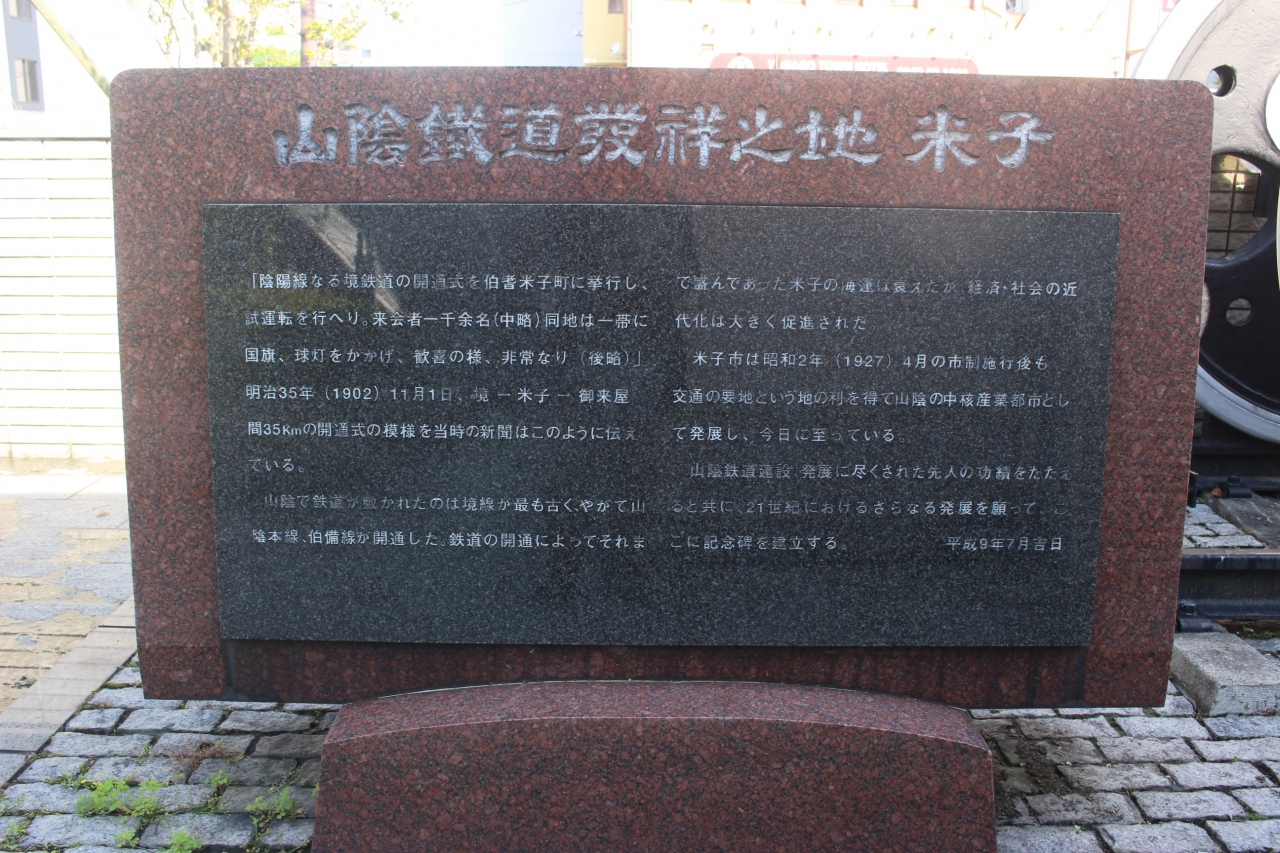 山陰鐵道發祥之地 米子
「陰陽線なる境鉄道の開通式を伯耆米子町に挙行し、
試運転を行へり。来会者一千余名(中略)同地は一帯に
国旗、球灯をかかげ、歓喜の様、非常なり(後略)」
明治35年(1902)11月1日、境ー米子ー御来屋
間35Kmの開通式の模様を当時の新聞はこのように伝え
ている。
山陰で鉄道が敷かれたのは境線が最も古く、やがて山
陰本線、伯備線が開通した。鉄道の開通によってそれま
で盛んであった米子の海運は衰えたが、経済・社会の近
代化は大きく促進された。
米子市は昭和2年(1927)4月の市制施行後も
交通の要地という地の利を得て山陰の中核産業都市とし
て発展し、今日に至っている。
山陰鉄道建設、発展に尽くされた先人の功績をたたえ
ると共に、21世紀におけるさらなる発展を願って、こ
こに記念碑を建立する。 平成9年7月吉日